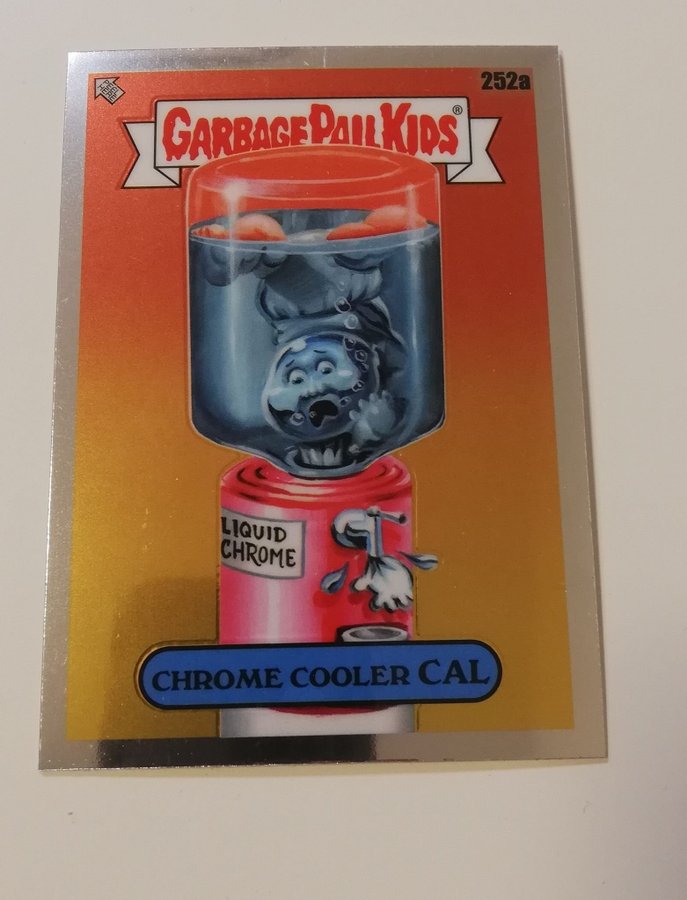 252a
GARBAGE PAIL KIDS®
LIQUID
CHROME
CHROME COOLER CAL